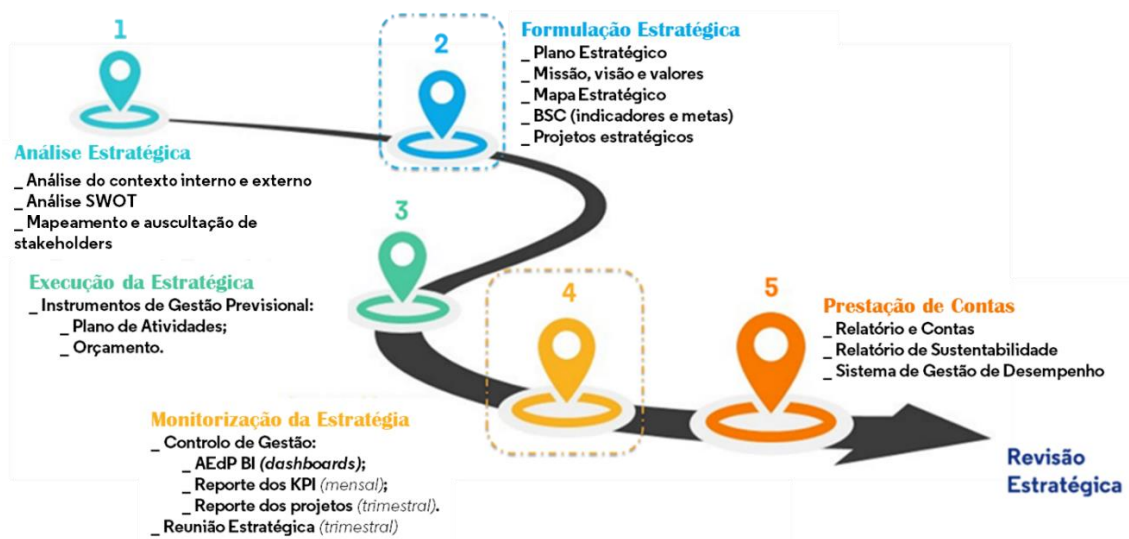 1
Análise Estratégica
_ Análise do contexto interno e externo
_ Análise SWOT
_ Mapeamento e auscultação de
stakeholders
2
Formulação Estratégica
_ Plano Estratégico
_ Missão, visão e valores
_ Mapa Estratégico
_ BSC (indicadores e metas)
_ Projetos estratégicos
3
Execução da Estratégica
_ Instrumentos de Gestão Previsional:
_ Plano de Atividades;
_ Orçamento.
4
Monitorização da Estratégia
_ Controlo de Gestão:
_ AEdP BI (dashboards);
_ Reporte dos KPI (mensal);
_ Reporte dos projetos (trimestral).
_ Reunião Estratégica (trimestral)
5
Prestação de Contas
_ Relatório e Contas
_ Relatório de Sustentabilidade
_ Sistema de Gestão de Desempenho
Revisão
Estratégica